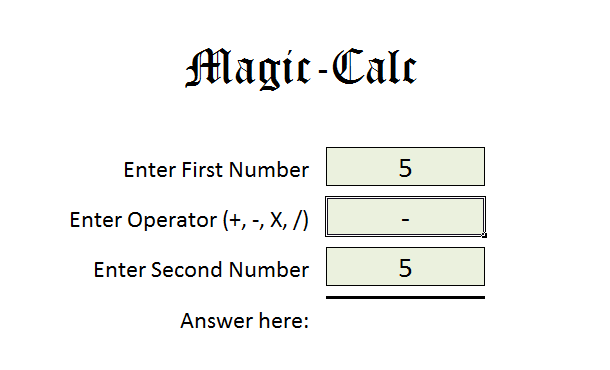 Magic-Calc
Enter First Number 5
Enter Operator (+, -, X, /) -
Enter Second Number 5
Answer here: